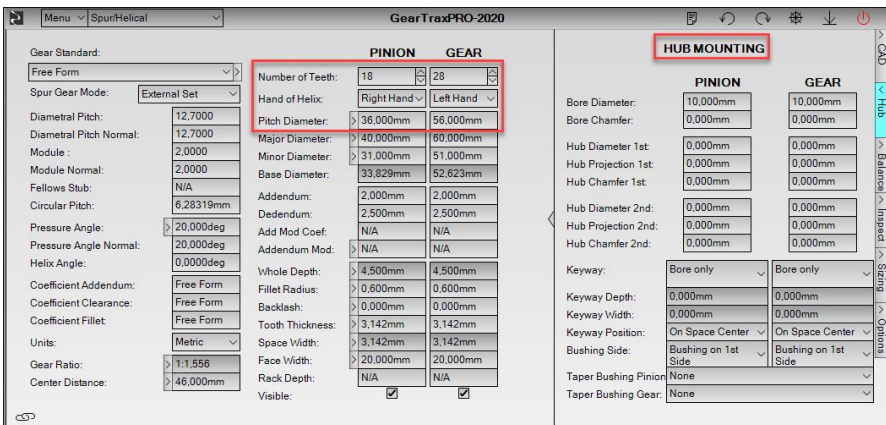 Menu Spur/Helical GearTraxPRO-2020
Gear Standard:
Free Form
Spur Gear Mode: External Set
Diametral Pitch: 12,7000
Diametral Pitch Normal: 12,7000
Module : 2,0000
Module Normal: 2,0000
Fellows Stub: N/A
Circular Pitch: 6,28319mm
Pressure Angle: 20,000deg
Pressure Angle Normal: 20,000deg
Helix Angle: 0,0000deg
Coefficient Addendum: Free Form
Coefficient Clearance: Free Form
Coefficient Fillet: Free Form
Units: Metric
Gear Ratio: 1:1,556
Center Distance: 46,000mm
PINION GEAR
Number of Teeth: 18 28
Hand of Helix: Right Hand Left Hand
Pitch Diameter: 36,000mm 56,000mm
Major Diameter: 40,000mm 60,000mm
Minor Diameter: 31,000mm 51,000mm
Base Diameter: 33,829mm 52,623mm
Addendum: 2,000mm 2,000mm
Dedendum: 2,500mm 2,500mm
Add Mod Coef: N/A N/A
Addendum Mod: N/A N/A
Whole Depth: 4,500mm 4,500mm
Fillet Radius: 0,600mm 0,600mm
Backlash: 0,000mm 0,000mm
Tooth Thickness: 3,142mm 3,142mm
Space Width: 3,142mm 3,142mm
Face Width: 20,000mm 20,000mm
Rack Depth: N/A N/A
Visible:
HUB MOUNTING
PINION GEAR
Bore Diameter: 10,000mm 10,000mm
Bore Chamfer: 0,000mm 0,000mm
Hub Diameter 1st: 0,000mm 0,000mm
Hub Projection 1st: 0,000mm 0,000mm
Hub Chamfer 1st: 0,000mm 0,000mm
Hub Diameter 2nd: 0,000mm 0,000mm
Hub Projection 2nd: 0,000mm 0,000mm
Hub Chamfer 2nd: 0,000mm 0,000mm
Keyway: Bore only Bore only
Keyway Depth: 0,000mm 0,000mm
Keyway Width: 0,000mm 0,000mm
Keyway Position: On Space Center On Space Center
Bushing Side: Bushing on 1st Side Bushing on 1st Side
Taper Bushing Pinion None
Taper Bushing Gear: None
CAD
Hub
Balance
Inspect
Sizing
Options